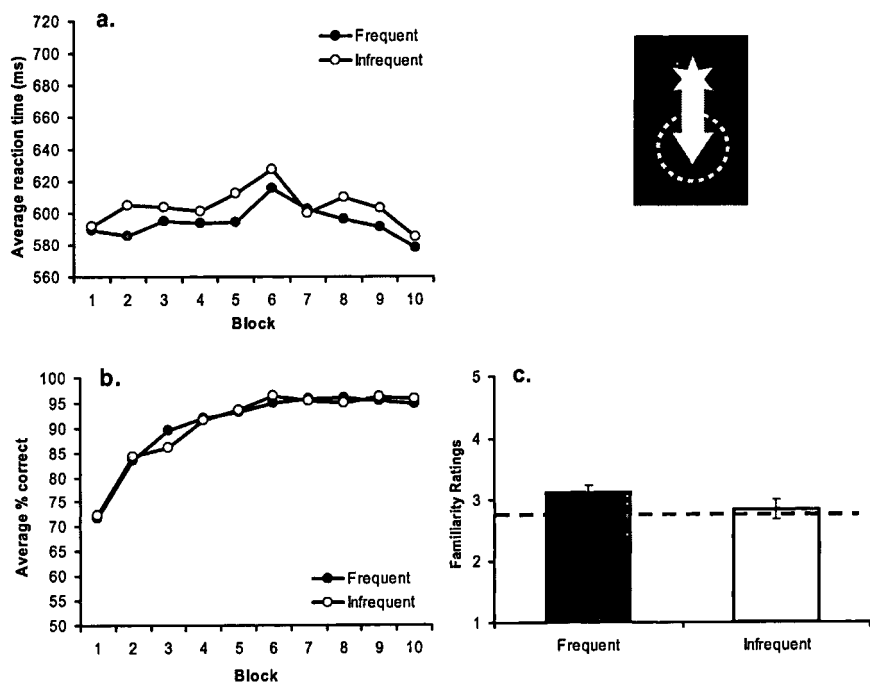 a.
Frequent
Infrequent
Average reaction time (ms)
720
700
680
660
640
620
600
580
560
1 2 3 4 5 6 7 8 9 10
Block
b.
Average % correct
100
95
90
85
80
75
70
65
60
55
50
Frequent
Infrequent
1 2 3 4 5 6 7 8 9 10
Block
c.
Familiarity Ratings
5
4
3
2
1
Frequent Infrequent